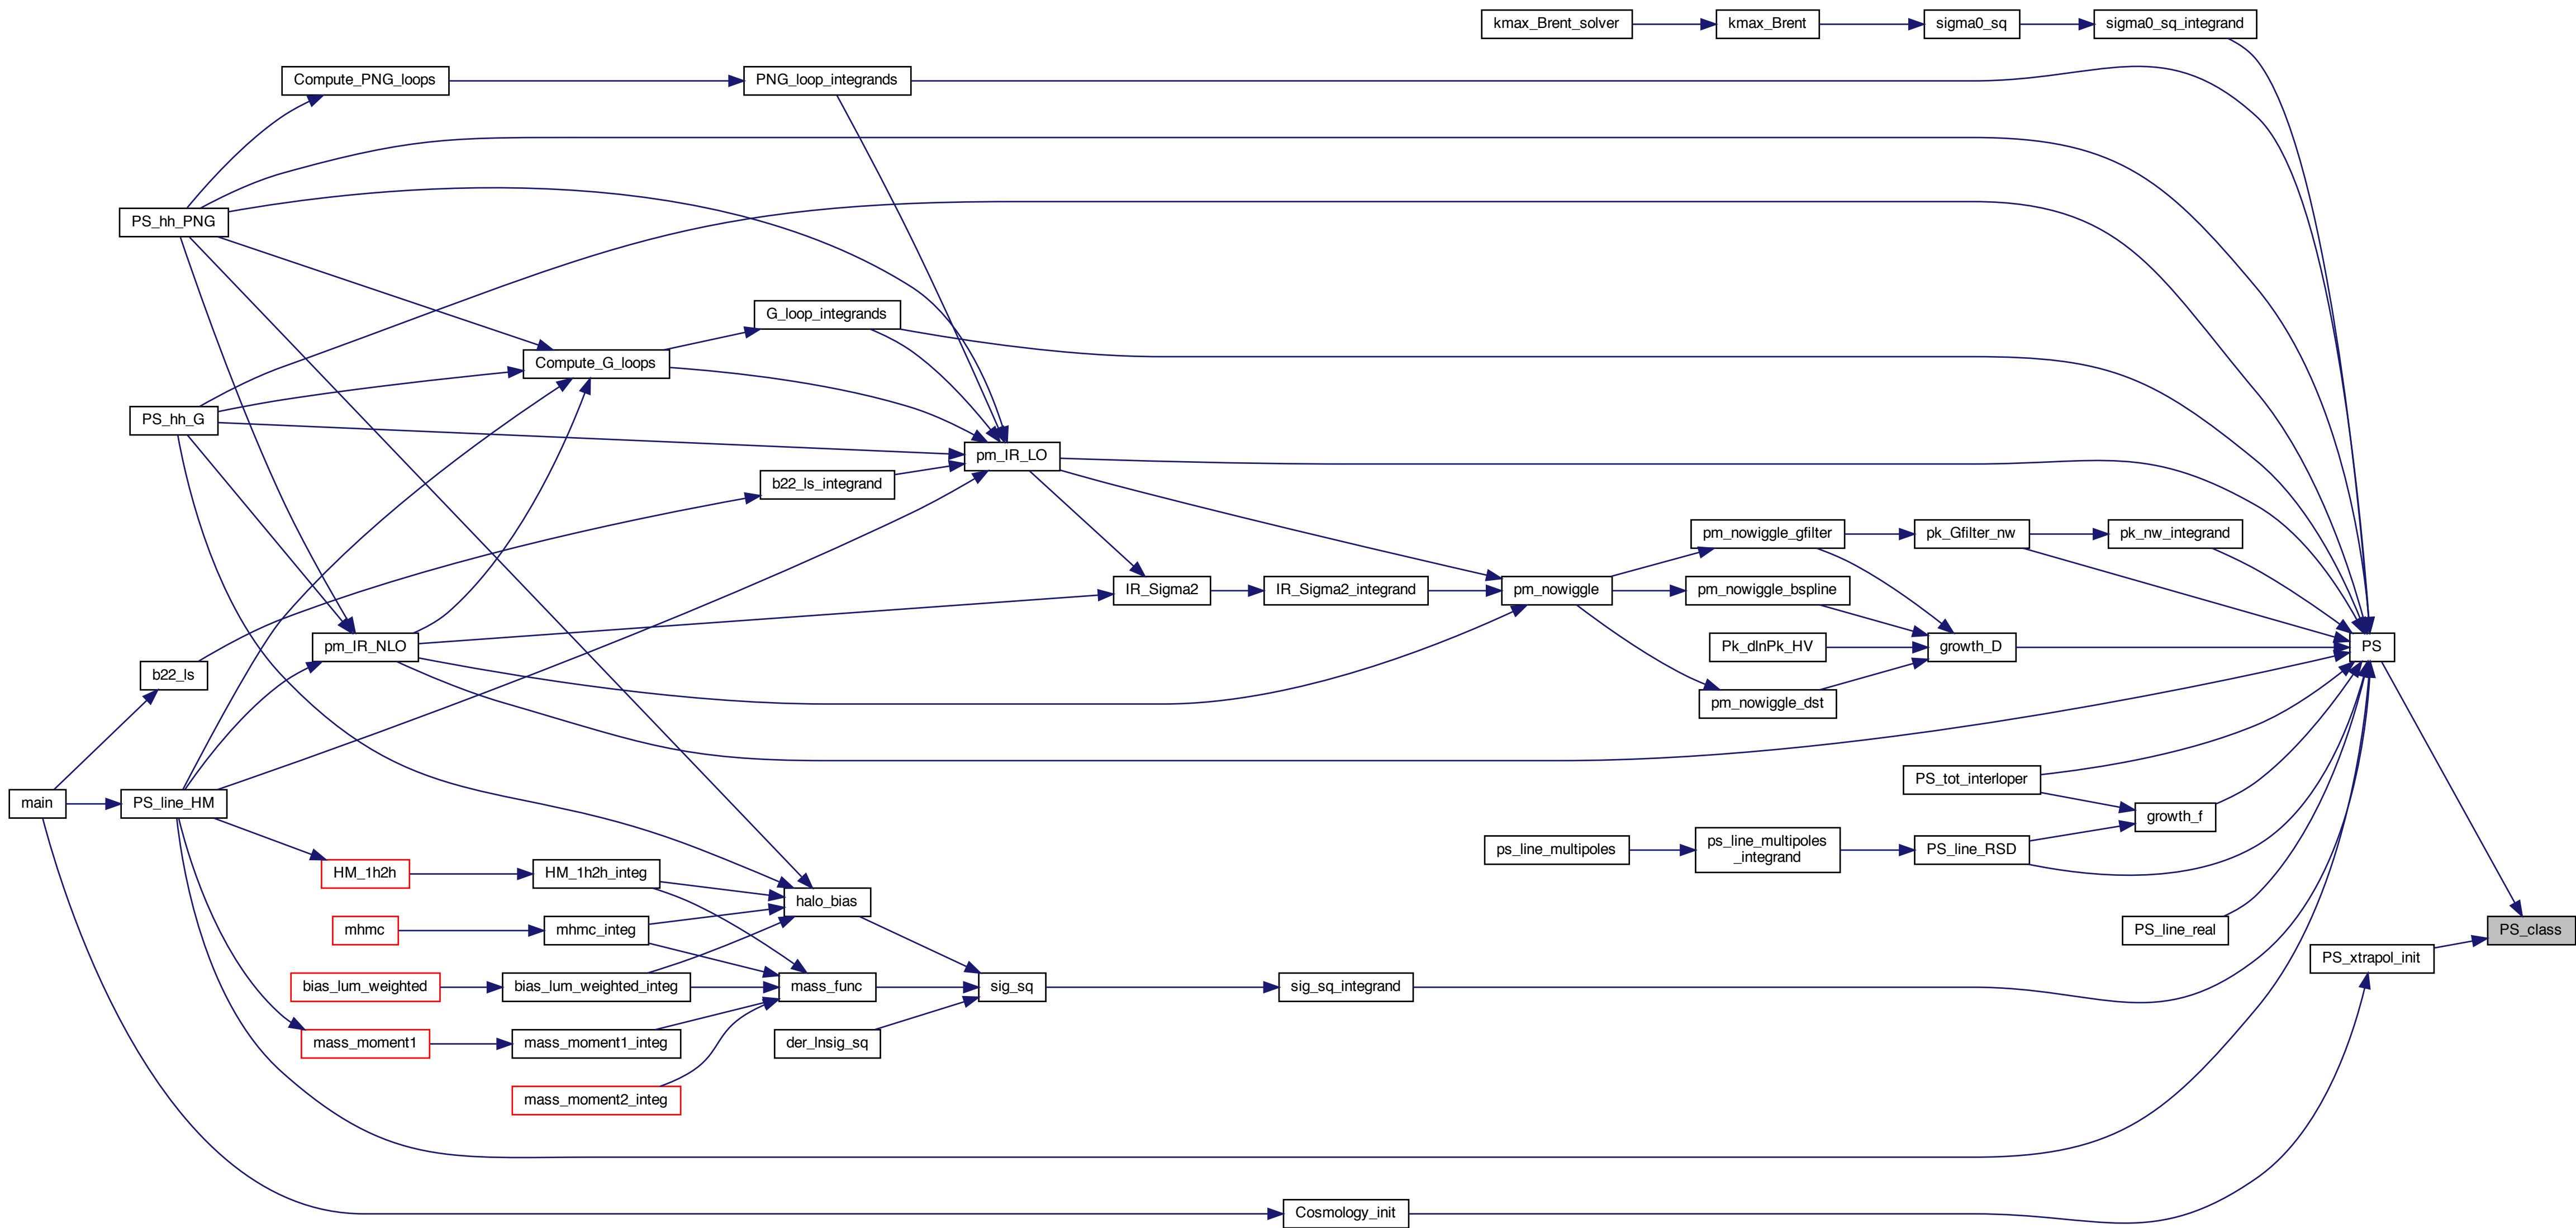 kmax_Brent_solver
kmax_Brent
sigma0_sq
sigma0_sq_integrand
Compute_PNG_loops
PNG_loop_integrands
PS_hh_PNG
G_loop_integrands
Compute_G_loops
PS_hh_G
pm_IR_LO
b22_ls_integrand
pm_nowiggle_gfilter
pk_Gfilter_nw
pk_nw_integrand
IR_Sigma2
IR_Sigma2_integrand
pm_nowiggle
pm_nowiggle_bspline
pm_IR_NLO
Pk_dlnPk_HV
growth_D
PS
b22_ls
pm_nowiggle_dst
PS_tot_interloper
main
PS_line_HM
growth_f
ps_line_multipoles
ps_line_multipoles
_integrand
PS_line_RSD
HM_1h2h
HM_1h2h_integ
halo_bias
mhmc
mhmc_integ
PS_line_real
PS_class
PS_xtrapol_init
bias_lum_weighted
bias_lum_weighted_integ
mass_func
sig_sq
sig_sq_integrand
mass_moment1
mass_moment1_integ
der_lnsig_sq
mass_moment2_integ
Cosmology_init